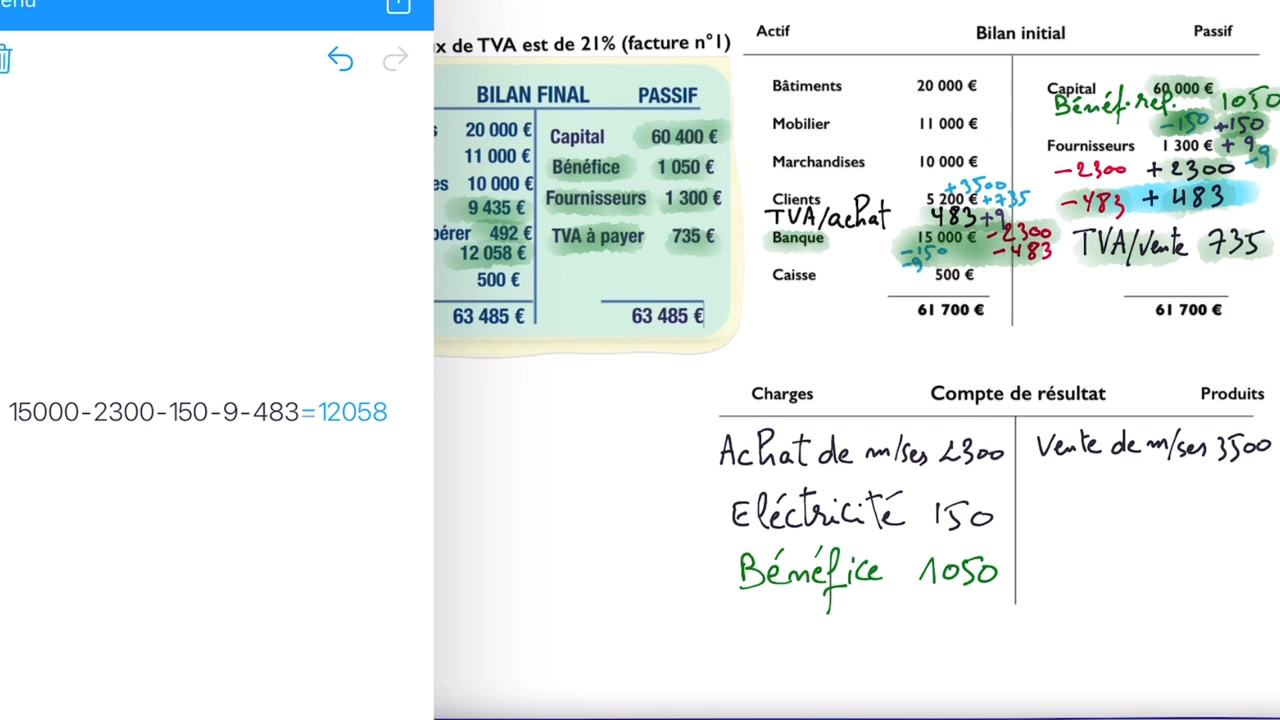 enu
x de TVA est de 21% (facture n°1)
BILAN FINAL PASSIF
s 20 000 € Capital 60 400 €
11 000 € Bénéfice 1 050 €
es 10 000 € Fournisseurs 1 300 €
9 435 €
pérer 492 € TVA à payer 735 €
12 058 €
500 €
63 485 € 63 485 €
Actif Bilan initial Passif
Bâtiments 20 000 € Capital 60 000 €
Bénéf. rep. 1050
-150 +150
Mobilier 11 000 € Fournisseurs 1 300 € +9 -9
Marchandises 10 000 € -2300 +2300
+3500
Clients 5 200 € +735 -483 +483
TVA/achat 483+9
Banque 15 000 € -2300 TVA/vente 735
-150 -483
-9
Caisse 500 €
61 700 € 61 700 €
15000-2300-150-9-483=12058
Charges Compte de résultat Produits
Achat de m/ses 2300 Vente de m/ses 3500
Eléctricité 150
Bénéfice 1050